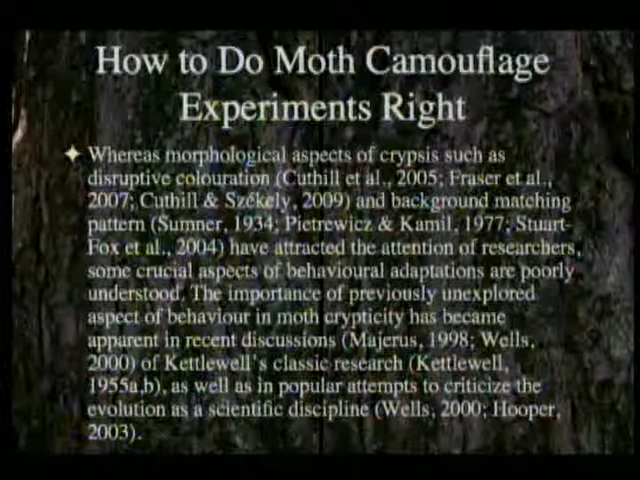 How to Do Moth Camouflage
Experiments Right
Whereas morphological aspects of crypsis such as
disruptive colouration (Cuthill et al., 2005; Fraser et al.,
2007; Cuthill & Székely, 2009) and background matching
pattern (Sumner, 1934; Pietrewicz & Kamil, 1977; Stuart-
Fox et al., 2004) have attracted the attention of researchers,
some crucial aspects of behavioural adaptations are poorly
understood. The importance of previously unexplored
aspect of behaviour in moth crypticity has became
apparent in recent discussions (Majerus, 1998; Wells,
2000) of Kettlewell's classic research (Kettlewell,
1955a,b), as well as in popular attempts to criticize the
evolution as a scientific discipline (Wells, 2000; Hooper,
2003).